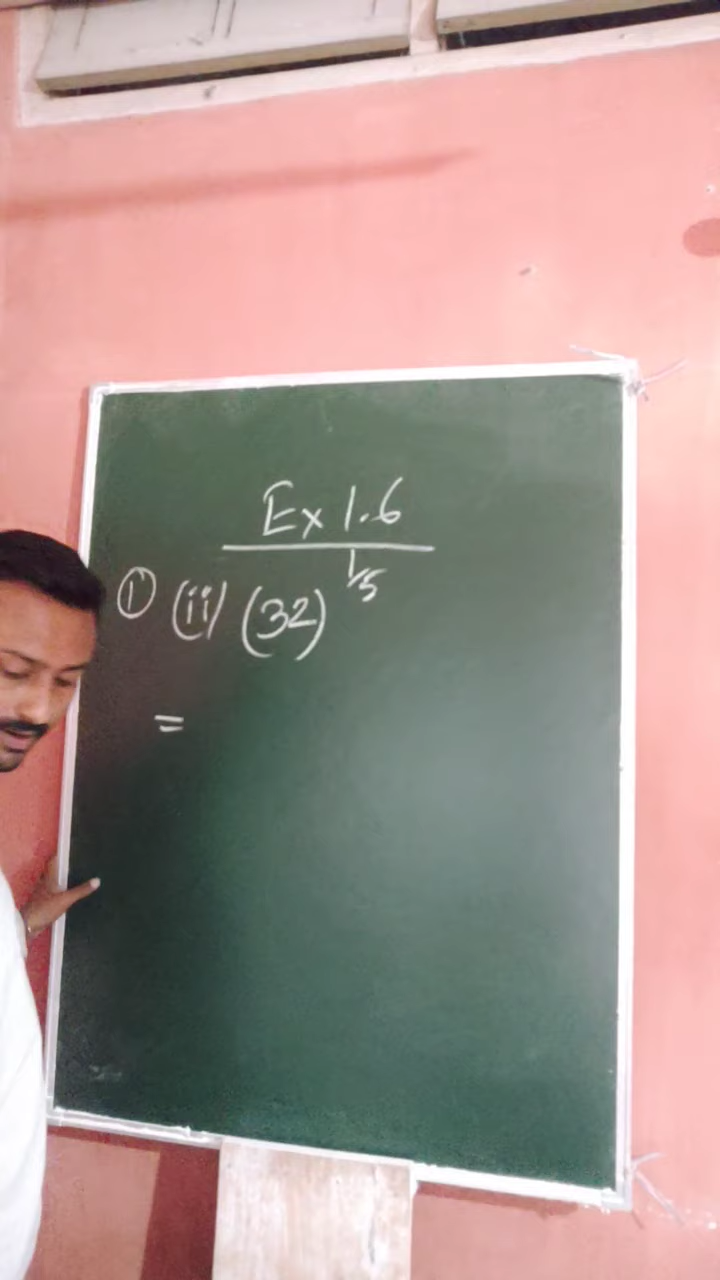 Ex 1.6
① (ii) (32)^1/5
=